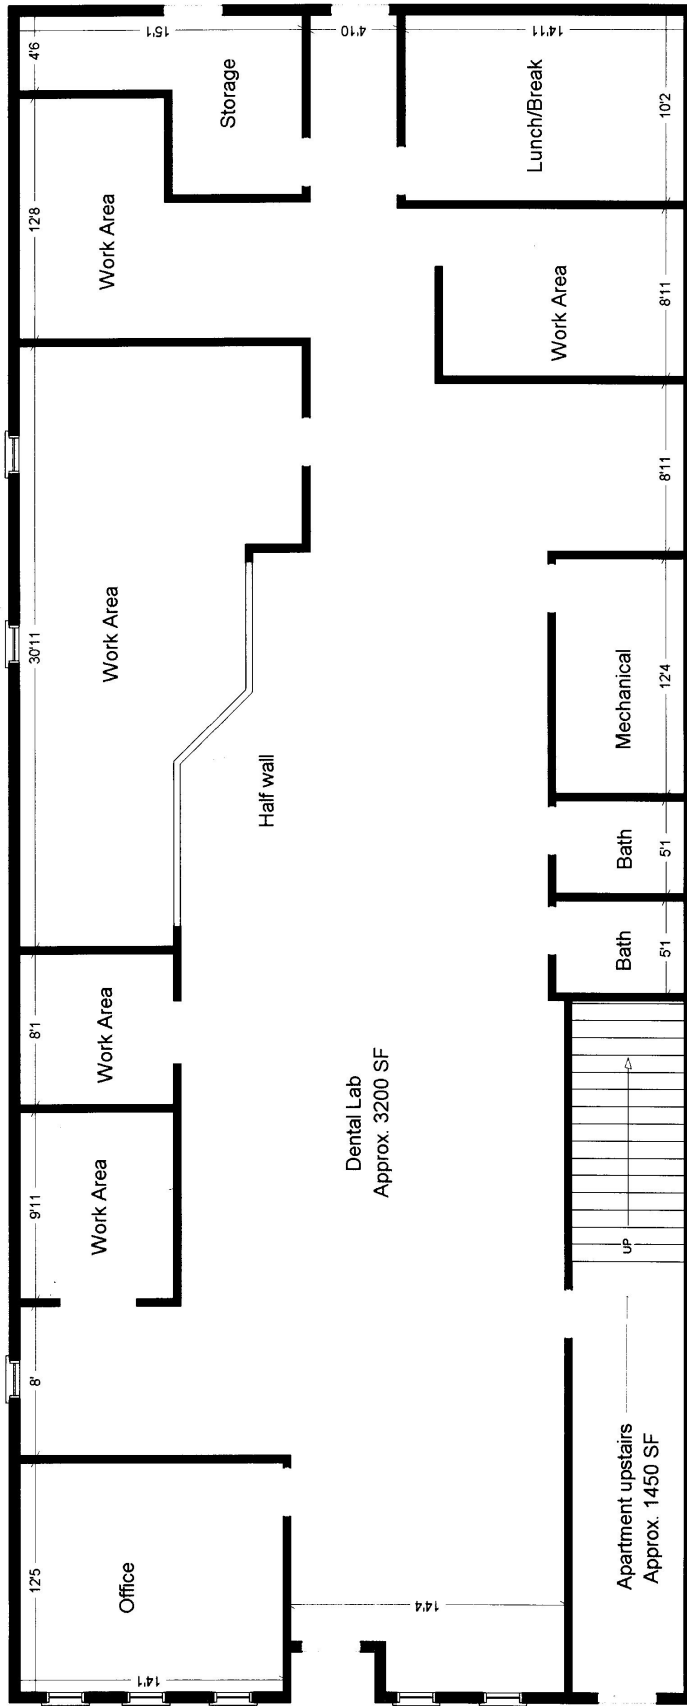 12'5
8'
9'11
8'1
30'11
12'8
4'6
14'1
15'1
4'10
14'11
14'4
Office
Work Area
Work Area
Work Area
Work Area
Storage
Half wall
Dental Lab
Approx. 3200 SF
Lunch/Break
Work Area
Mechanical
Bath
Bath
UP
Apartment upstairs
Approx. 1450 SF
5'1
5'1
12'4
8'11
8'11
10'2